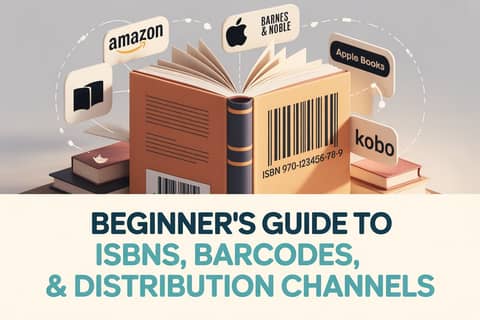 amazon
BARNES
& NOBLE
Apple Books
kobo
ISBN 970-123456-78-9
BEGINNER'S GUIDE TO
ISBNS, BARCODES,
& DISTRIBUTION CHANNELS